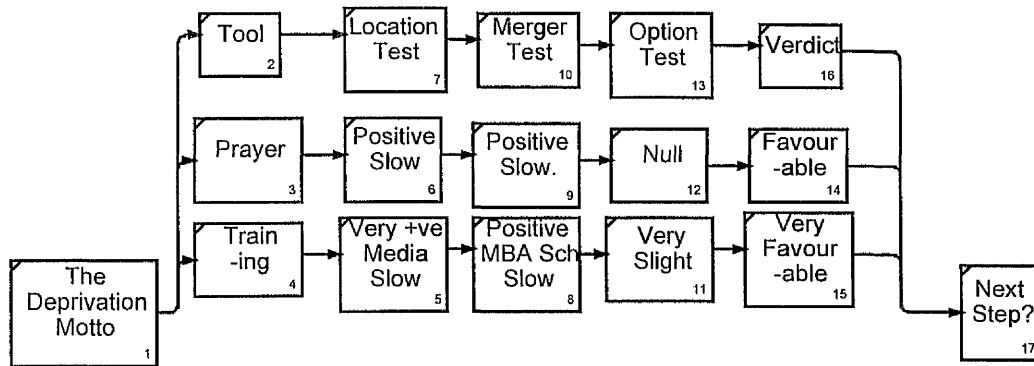 Tool
2
Location
Test
7
Merger
Test
10
Option
Test
13
Verdict
16
Prayer
3
Positive
Slow
6
Positive
Slow.
9
Null
12
Favour
-able
14
Train
-ing
4
Very +ve
Media
Slow
5
Positive
MBA Sch
Slow
8
Very
Slight
11
Very
Favour
-able
15
The
Deprivation
Motto
1
Next
Step?
17